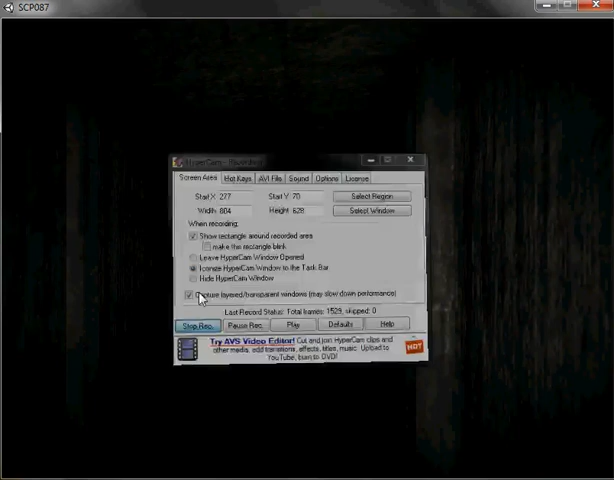 SCP087
HyperCam - Recording
Screen Area Hot Keys AVI File Sound Options License
Start X 277 Start Y 70 Select Region
Width 804 Height 628 Select Window
When recording:
Show rectangle around recorded area
make this rectangle blink
Leave HyperCam Window Opened
Iconize HyperCam Window to the Task Bar
Hide HyperCam Window
Capture layered/transparent windows (may slow down performance)
Last Record Status: Total frames: 1529, skipped: 0
Stop Rec. Pause Rec. Play Defaults Help
Try AVS Video Editor! Cut and join HyperCam clips and
other media, add transitions, effects, titles, music. Upload to
YouTube, burn to DVD!
HOT